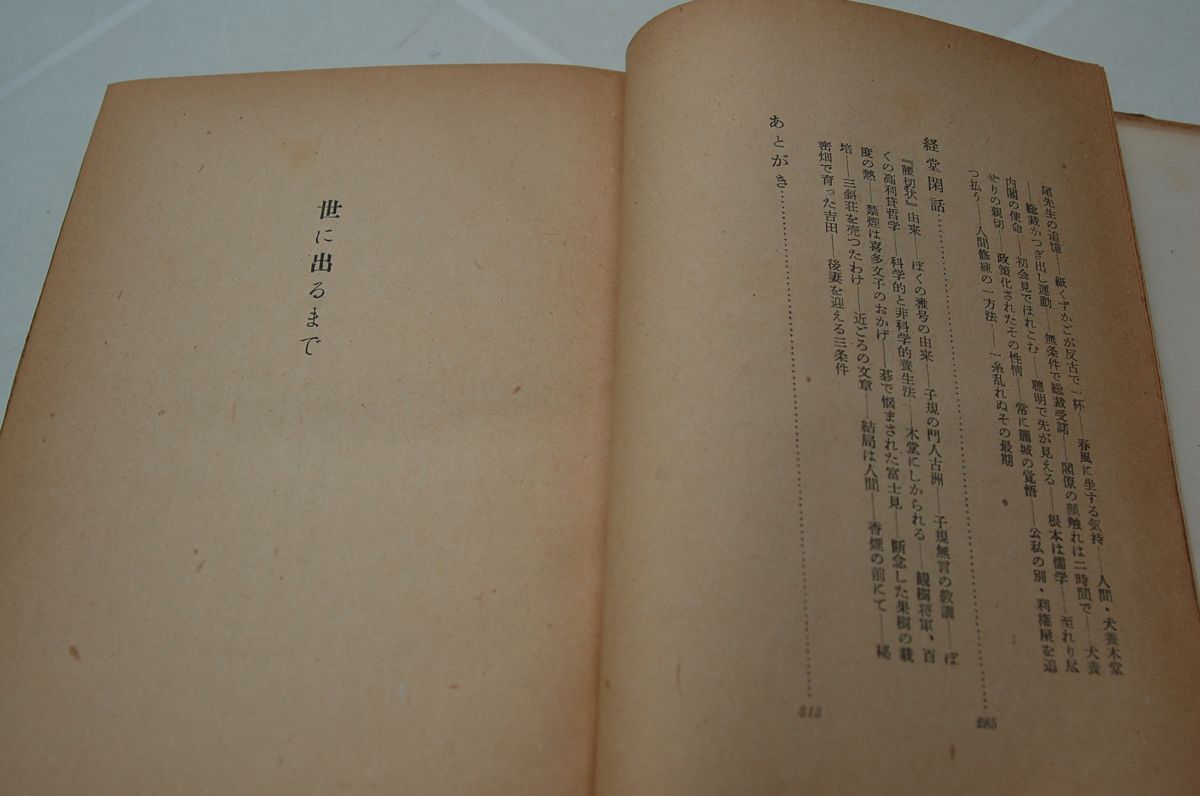 尾先生の追憶――紙くずかごが反古で一杯――春風に坐する気持――人間・犬養木堂
――総裁かつぎ出し運動――無条件で総裁受諾――閣僚の顔触れは二時間で――犬養
内閣の使命――初会見でほれこむ――聰明で先が見える――根本は儒学――至れり尽
せりの親切――政策化されたその性情――常に籠城の覚悟――公私の別・利権屋を追
つ払う――人間修練の一方法――一糸乱れぬその最期
経堂閑話……………………285
『腰切状』由来――ぼくの雅号の由来――子規の門人古洲――子規無言の教訓――ぼ
くの高利貸哲学――科学的と非科学的養生法――木堂にしかられる――観樹将軍、百
度の熱――禁煙は喜多文子のおかげ――碁で悩まされた富士見――断念した果樹の栽
培――三斜荘を売つたわけ――近ごろの文章――結局は人間――香煙の前にて――秘
密畑で育った吉田――後妻を迎える三条件
あとがき……………………313
世に出るまで